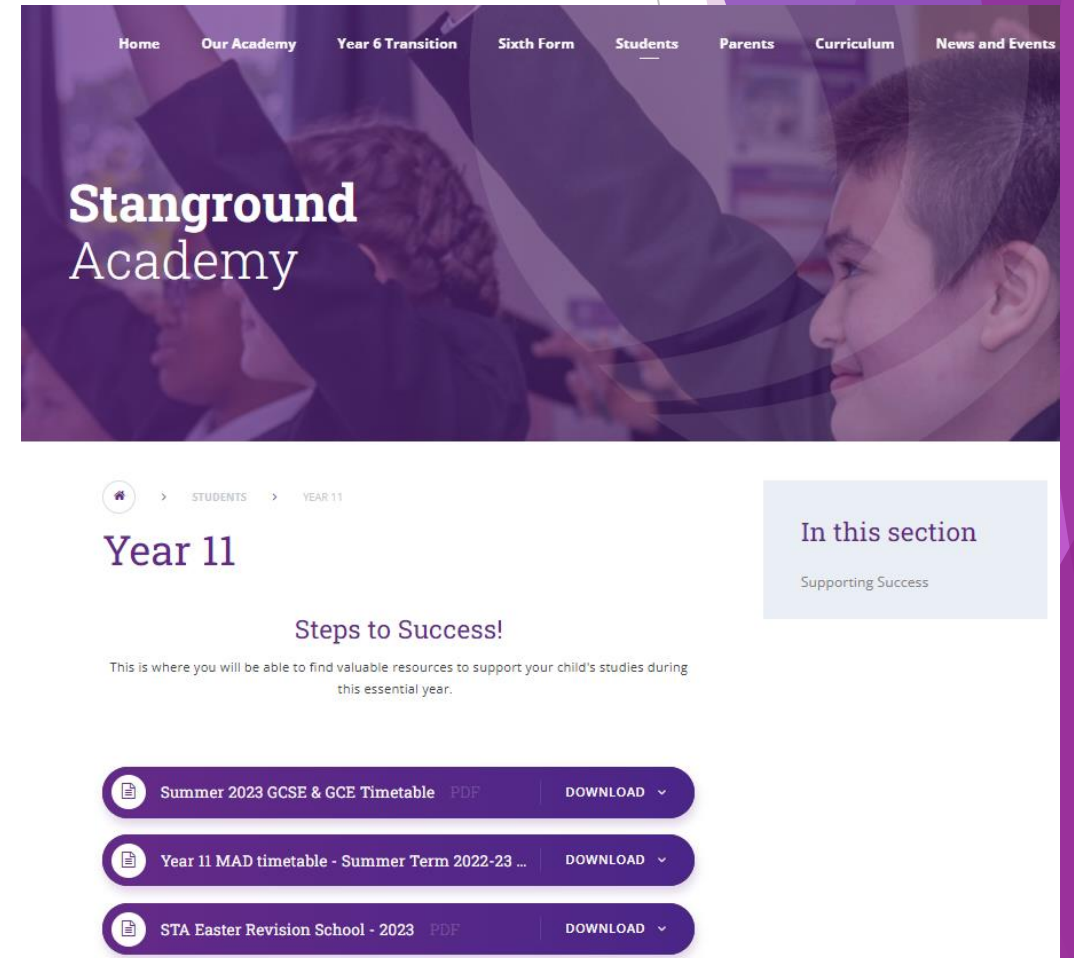 Home Our Academy Year 6 Transition Sixth Form Students Parents Curriculum News and Events
Stanground
Academy
STUDENTS > YEAR 11
Year 11
In this section
Supporting Success
Steps to Success!
This is where you will be able to find valuable resources to support your child's studies during
this essential year.
Summer 2023 GCSE & GCE Timetable PDF DOWNLOAD
Year 11 MAD timetable - Summer Term 2022-23 ... DOWNLOAD
STA Easter Revision School - 2023 PDF DOWNLOAD